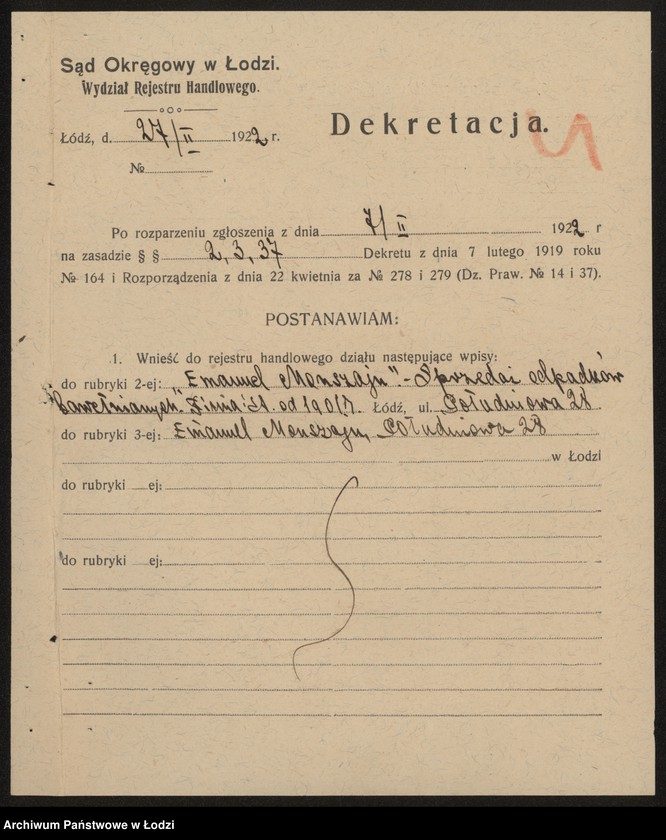 Sąd Okręgowy w Łodzi.
Wydział Rejestru Handlowego.
Łódź, d. 27/II 1922 r.
Dekretacja.
№
Po rozparzeniu zgłoszenia z dnia 7/II 1922 r
na zasadzie § § 2, 3, 37 Dekretu z dnia 7 lutego 1919 roku
№ 164 i Rozporządzenia z dnia 22 kwietnia za № 278 i 279 (Dz. Praw. № 14 i 37).
POSTANAWIAM:
1. Wnieść do rejestru handlowego działu następujące wpisy:
do rubryki 2-ej: „Emanuel Monszajn".- Sprzedaż odpadków
bawełnianych. od 190 r. Łódź, ul. Południowa 28
do rubryki 3-ej: Emanuel Monszajn, Południowa 28
w Łodzi
do rubryki ej:
do rubryki ej:
Archiwum Państwowe w Łodzi